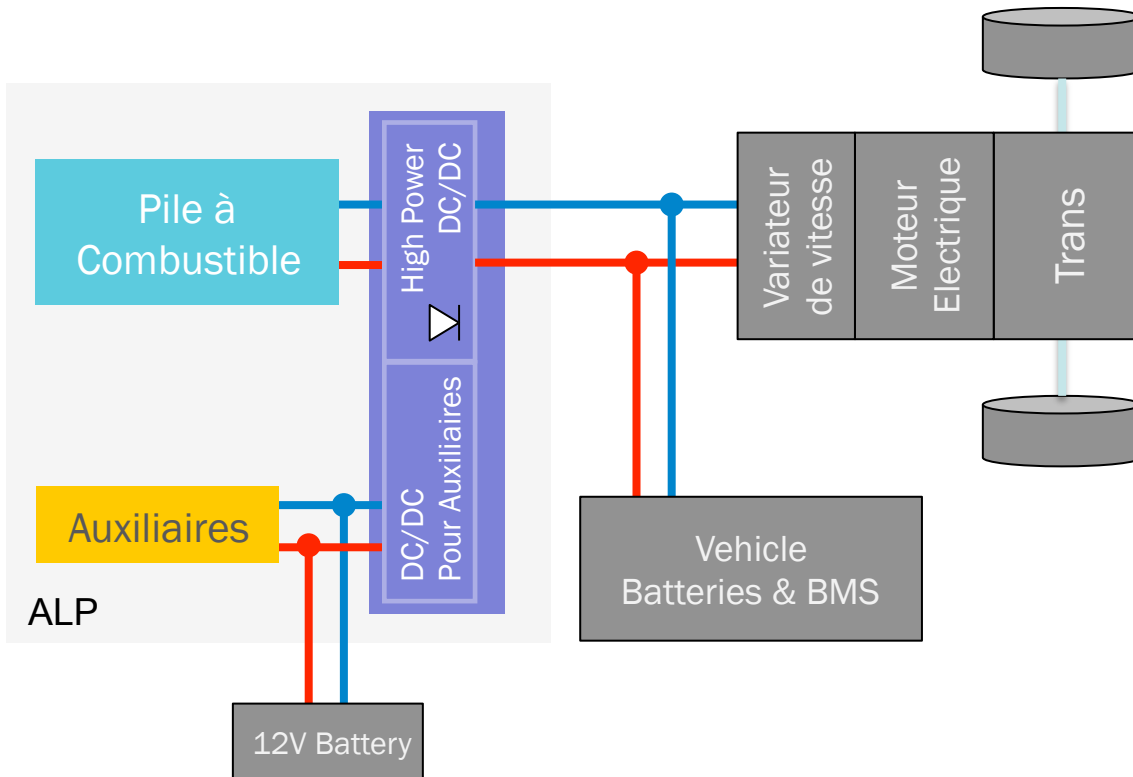 Pile à
Combustible
High Power
DC/DC
DC/DC
Pour Auxiliaires
Auxiliaires
ALP
12V Battery
Vehicle
Batteries & BMS
Variateur
de vitesse
Moteur
Electrique
Trans